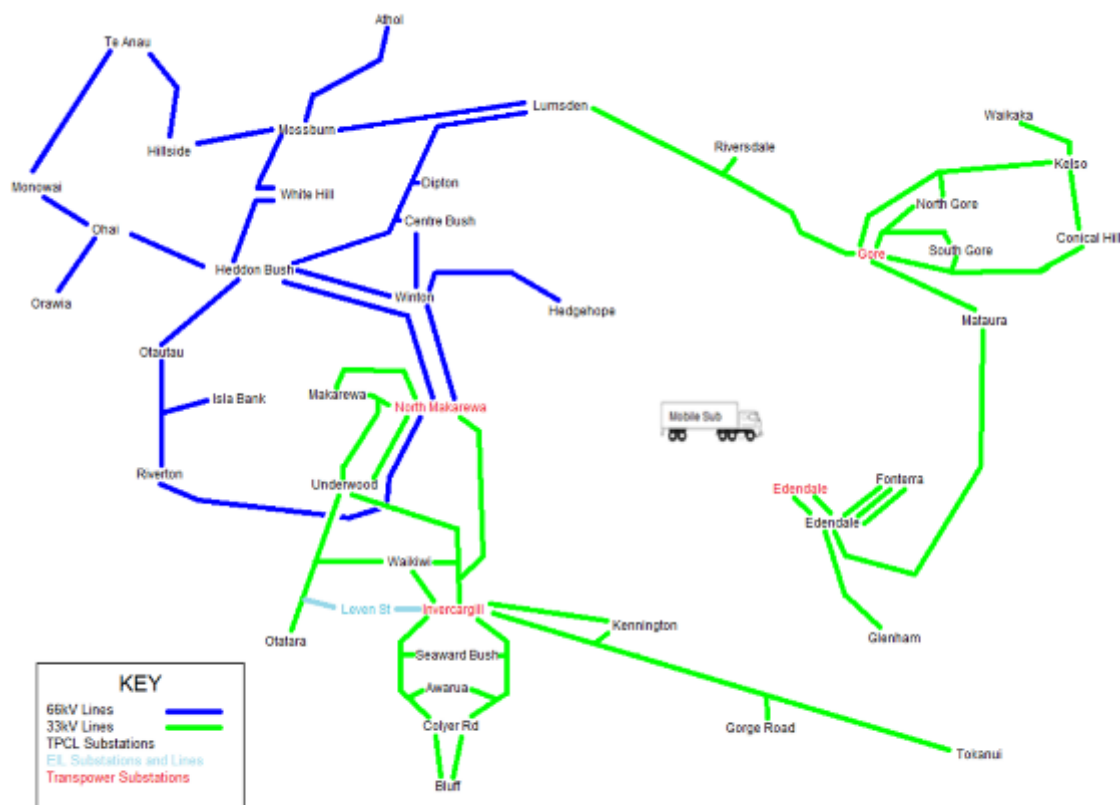 Athol
Te Anau
Lumsden
Waikaka
Mossburn
Riversdale
Hillside
Kelso
Monowai
Dipton
White Hill
North Gore
Centre Bush
Ohai
Conical Hill
South Gore
Gore
Heddon Bush
Orawia
Winton
Hedgehope
Mataura
Otautau
Makarewa
Isla Bank
North Makarewa
Mobile Sub
Riverton
Underwood
Fonterra
Edendale
Edendale
Waikiwi
Leven St
Invercargill
Kennington
Otatara
Glenham
Seaward Bush
KEY
Awarua
66kV Lines
33kV Lines
Colyer Rd
Gorge Road
TPCL Substations
Tokanui
EIL Substations and Lines
Transpower Substations
Bluff